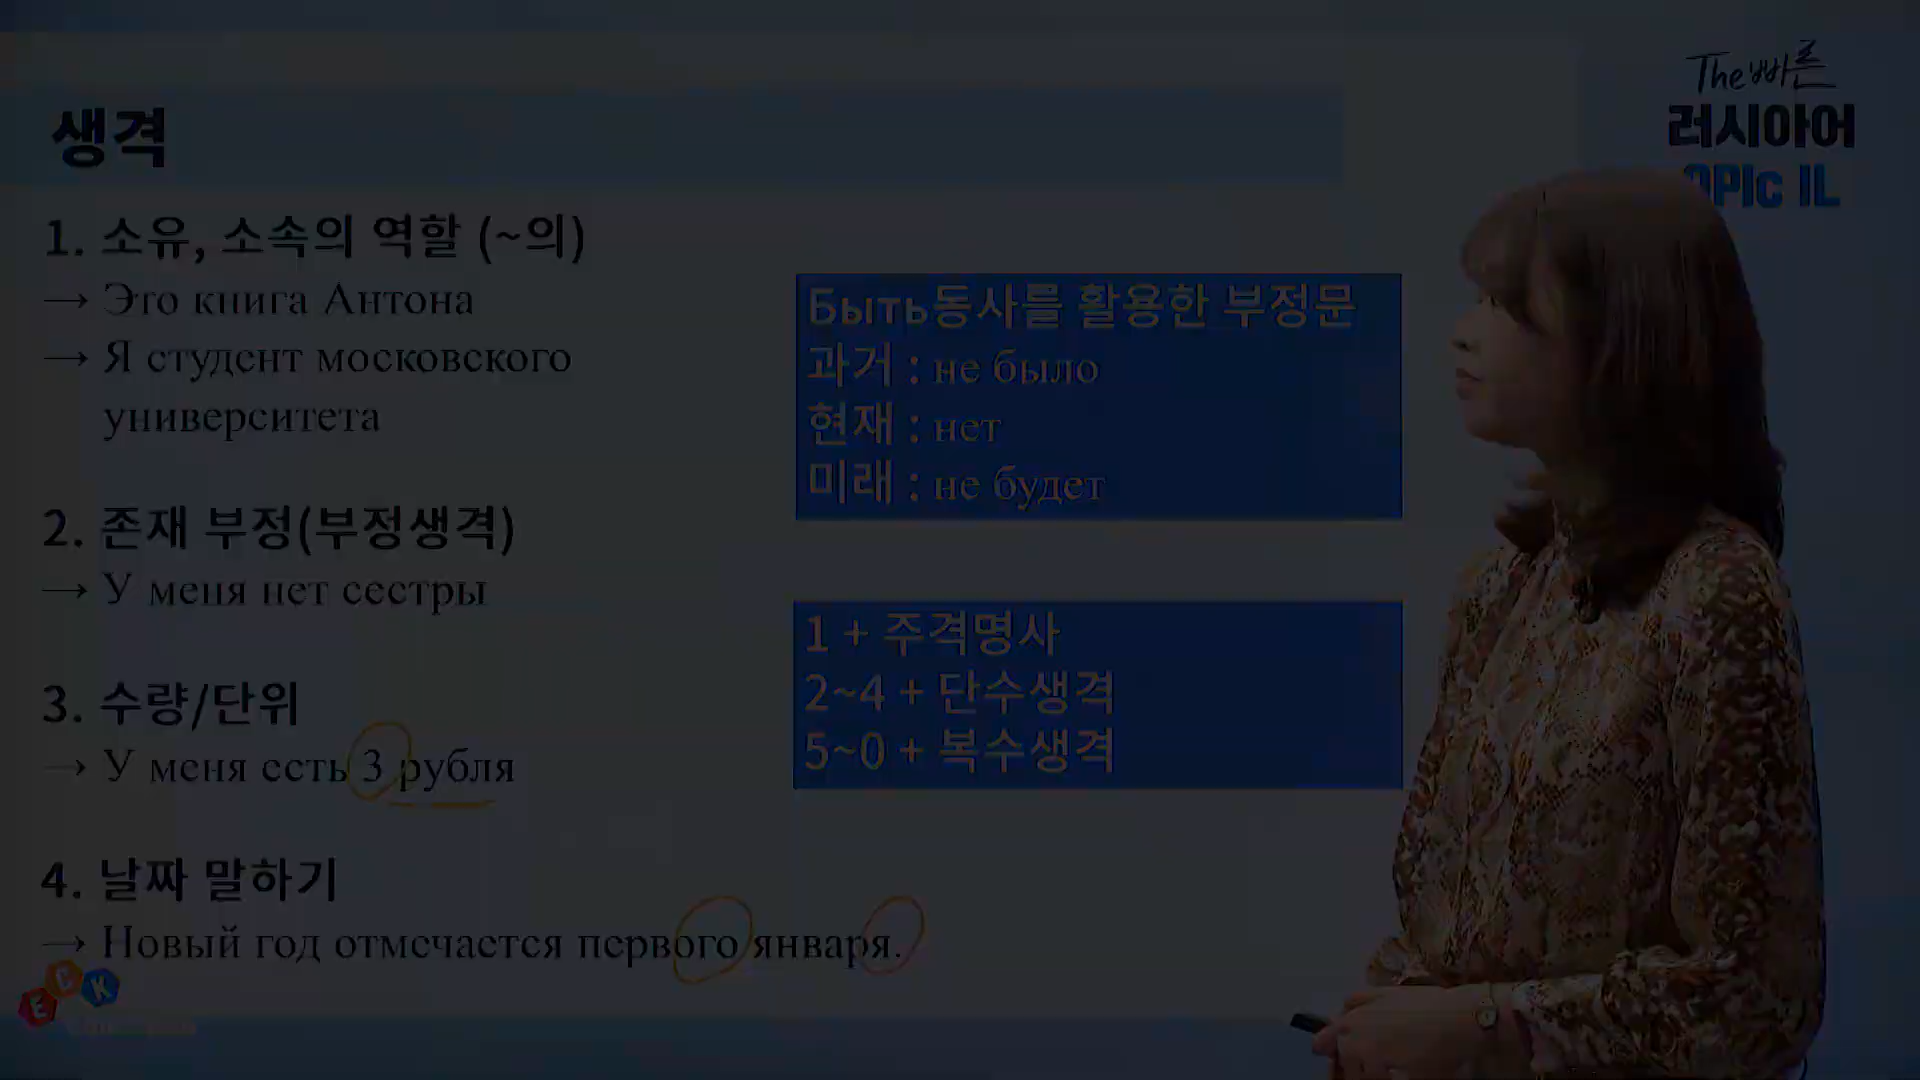 The 빠른
러시아어
OPIc IL
생격
1. 소유, 소속의 역할 (~의)
→ Это книга Антона
→ Я студент московского
университета
2. 존재 부정(부정생격)
→ У меня нет сестры
3. 수량/단위
→ У меня есть 3 рубля
4. 날짜 말하기
→ Новый год отмечается первого января.
Быть동사를 활용한 부정문
과거 : не было
현재 : нет
미래 : не будет
1 + 주격명사
2~4 + 단수생격
5~0 + 복수생격
ECK